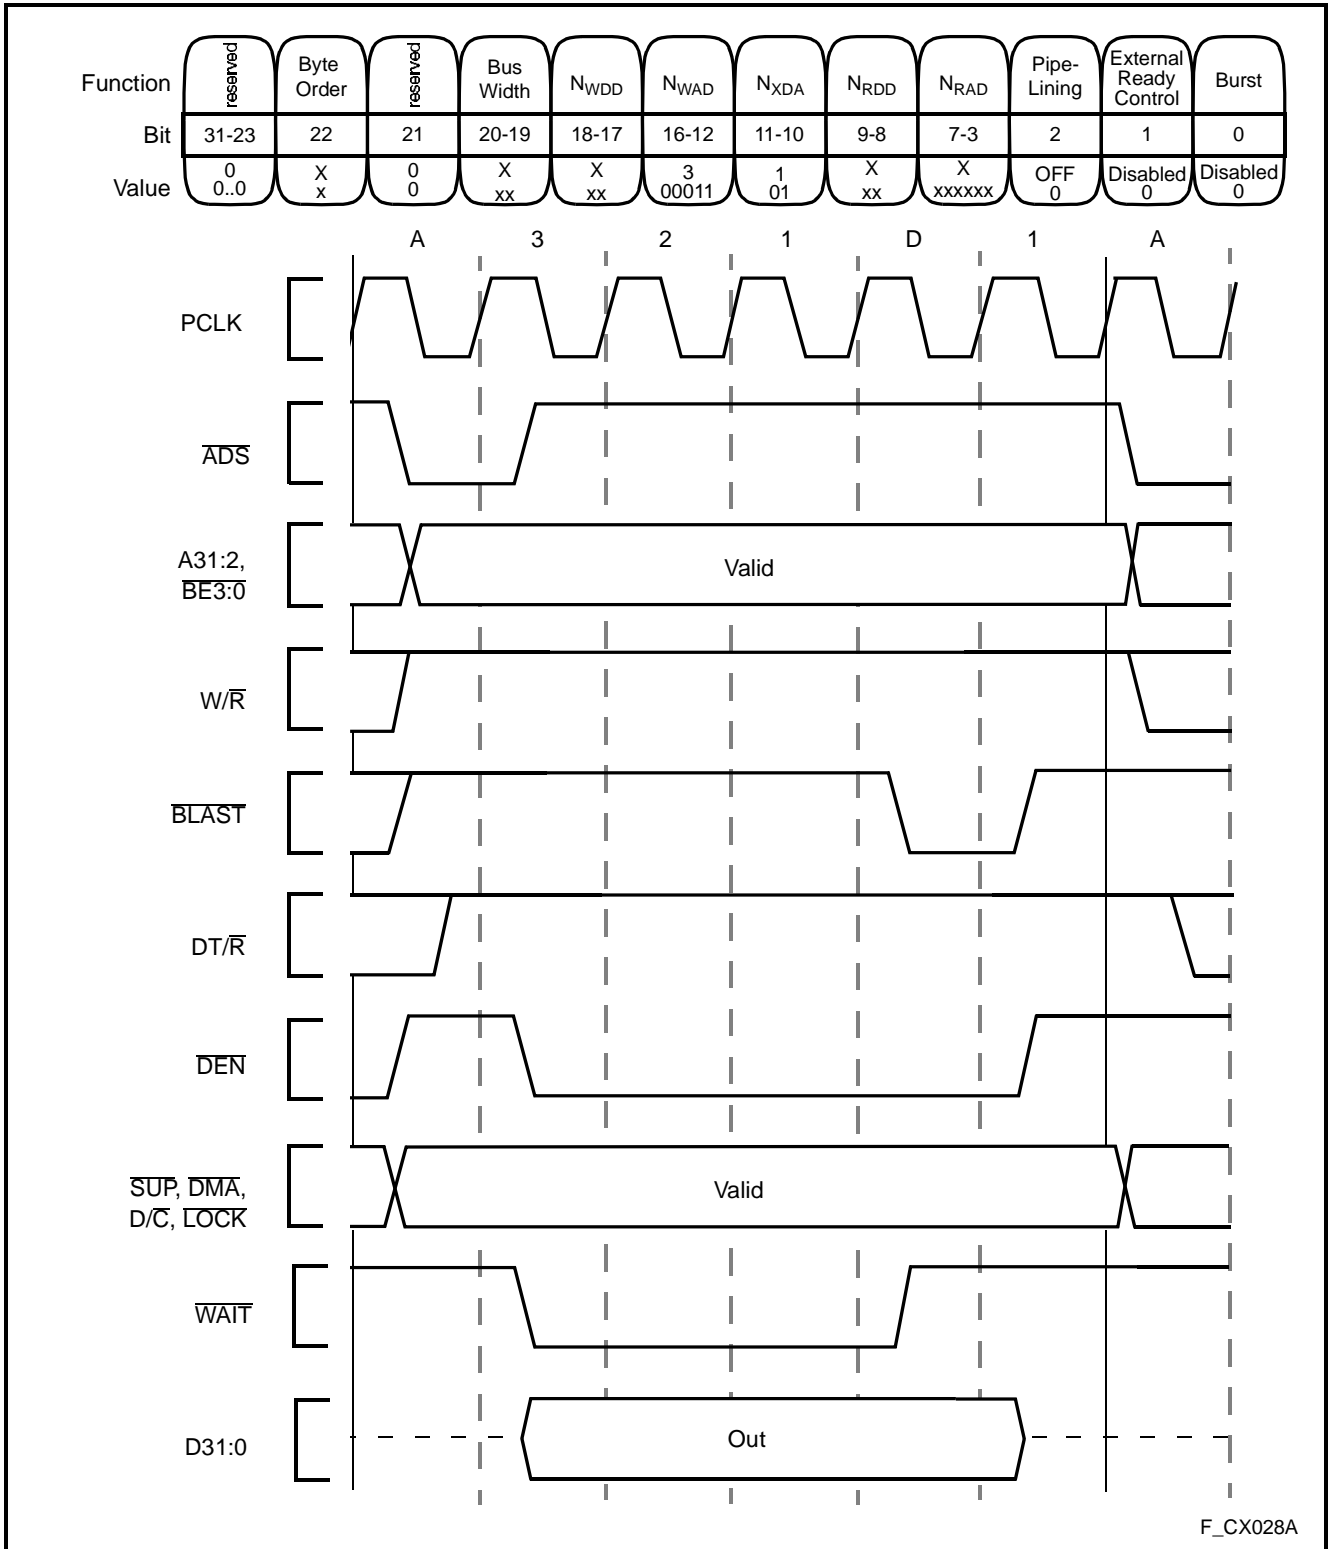 Function reserved Byte Order reserved Bus Width NWDD NWAD NXDA NRDD NRAD Pipe-Lining External Ready Control Burst
Bit 31-23 22 21 20-19 18-17 16-12 11-10 9-8 7-3 2 1 0
Value 0 X 0 X X 3 1 X X OFF Disabled Disabled
0..0 x 0 xx xx 00011 01 xx xxxxxx 0 0 0
A 3 2 1 D 1 A
PCLK
ADS
A31:2,
BE3:0
Valid
W/R
BLAST
DT/R
DEN
SUP, DMA,
D/C, LOCK
Valid
WAIT
D31:0
Out
F_CX028A